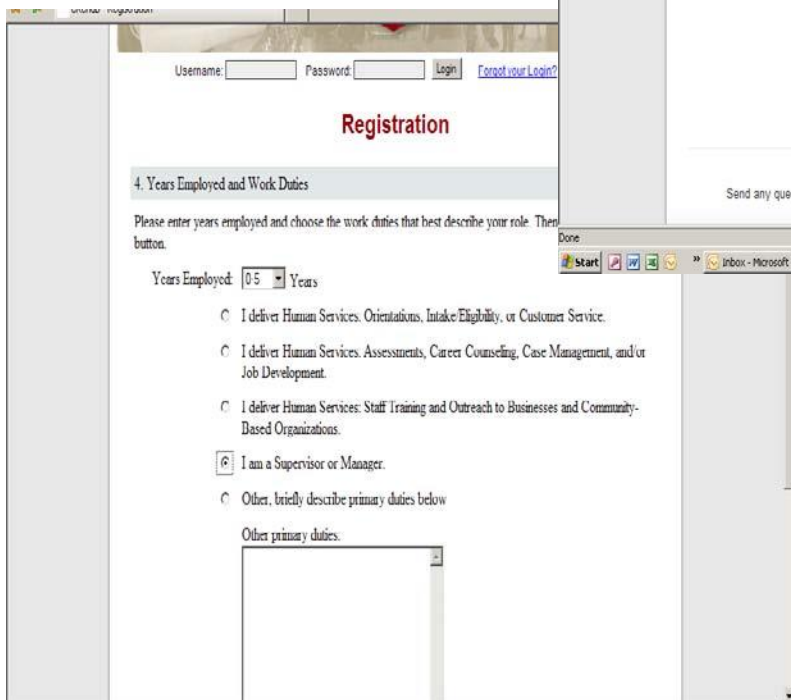 Registration
Username: Password: Login Forgot your Login?
Registration
4. Years Employed and Work Duties
Please enter years employed and choose the work duties that best describe your role. Then
button.
Years Employed: 0-5 Years
I deliver Human Services. Orientations, Intake/Eligibility, or Customer Service.
I deliver Human Services. Assessments, Career Counseling, Case Management, and/or
Job Development.
I deliver Human Services: Staff Training and Outreach to Businesses and Community-
Based Organizations.
I am a Supervisor or Manager.
Other, briefly describe primary duties below
Other primary duties:
Send any que
Done
Start » Inbox - Microsoft